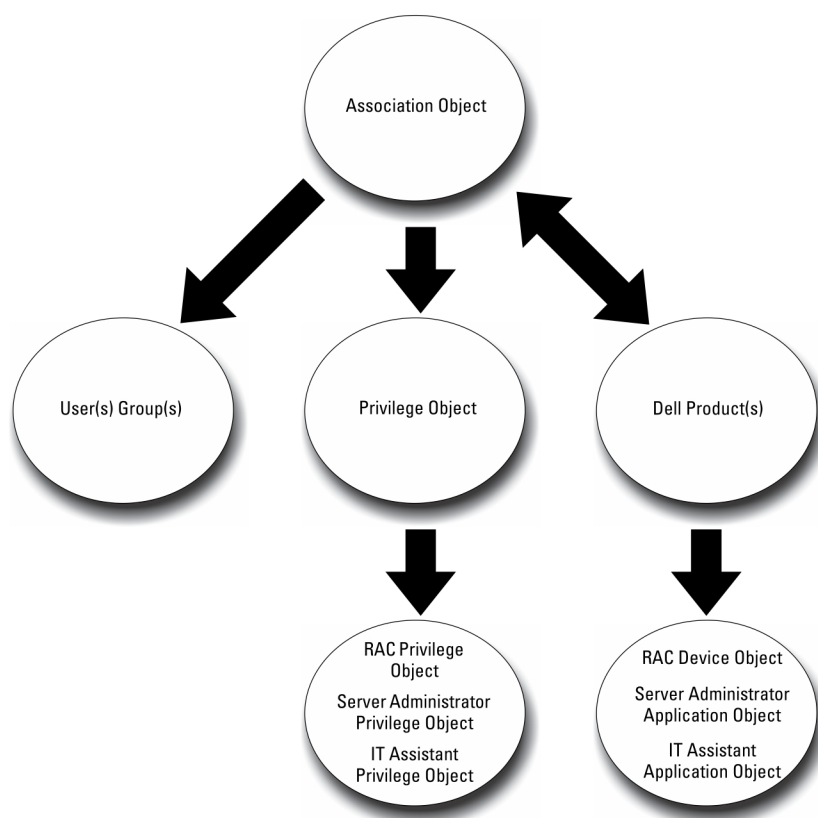 Association Object
User(s) Group(s)
Privilege Object
Dell Product(s)
RAC Privilege
Object
Server Administrator
Privilege Object
IT Assistant
Privilege Object
RAC Device Object
Server Administrator
Application Object
IT Assistant
Application Object